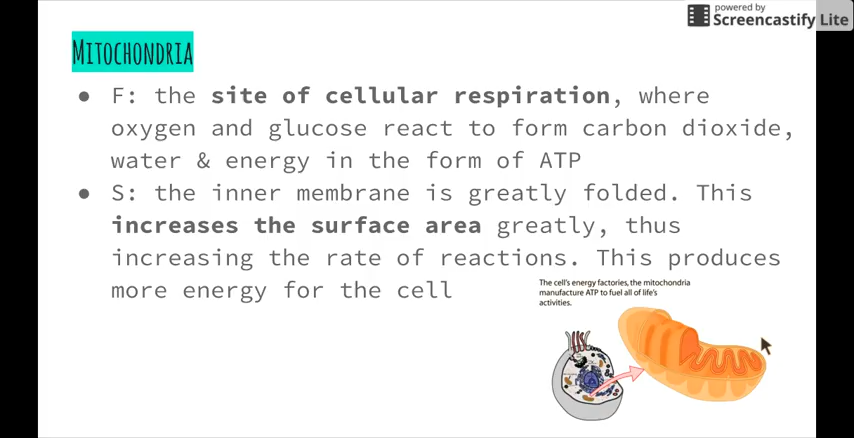 powered by
Screencastify Lite
MITOCHONDRIA
● F: the site of cellular respiration, where
oxygen and glucose react to form carbon dioxide,
water & energy in the form of ATP
● S: the inner membrane is greatly folded. This
increases the surface area greatly, thus
increasing the rate of reactions. This produces
more energy for the cell
The cell's energy factories, the mitochondria
manufacture ATP to fuel all of life's
activities.